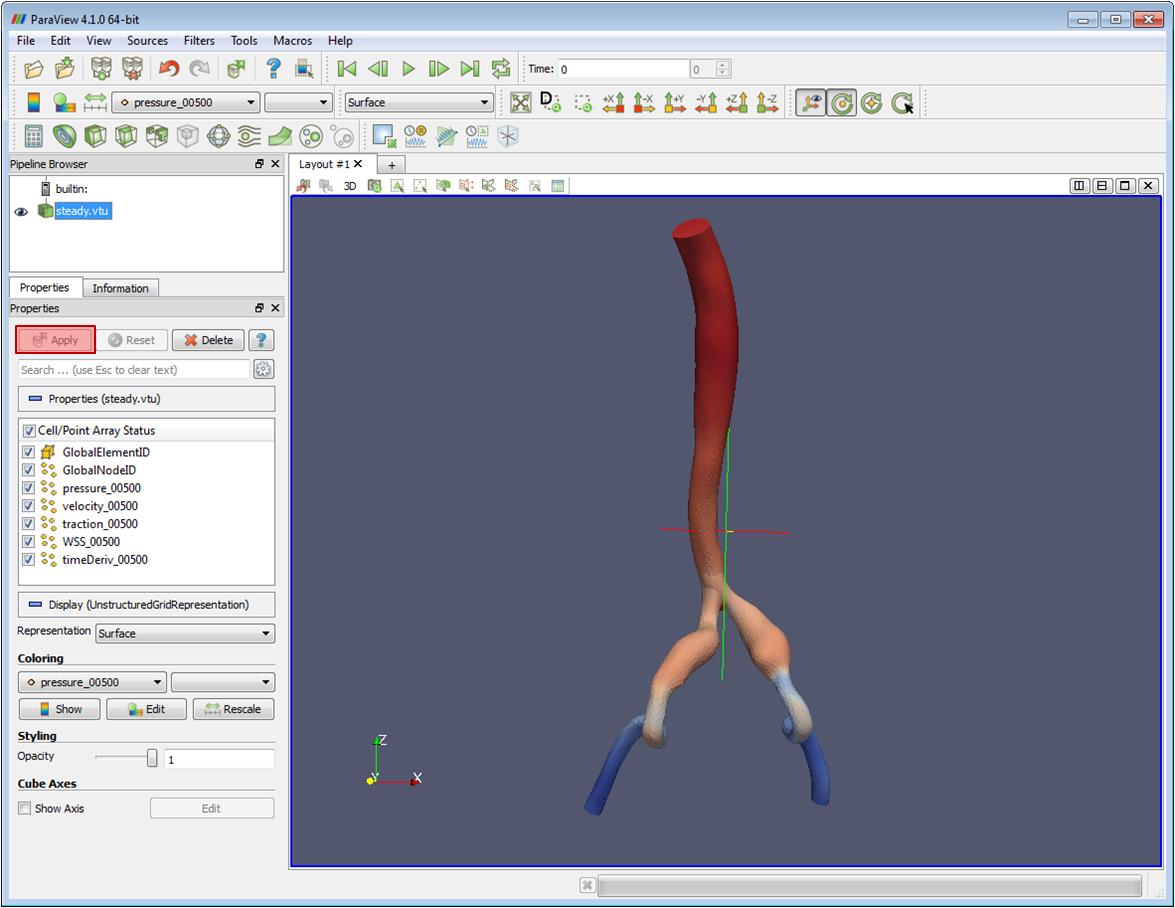 ParaView 4.1.0 64-bit
File Edit View Sources Filters Tools Macros Help
Time: 0 0
pressure_00500 Surface D +X -X +Y -Y +Z -Z
Pipeline Browser
Layout #1 +
builtin:
3D
steady.vtu
Properties Information
Properties
Apply Reset Delete ?
Search ... (use Esc to clear text)
Properties (steady.vtu)
Cell/Point Array Status
GlobalElementID
GlobalNodeID
pressure_00500
velocity_00500
traction_00500
WSS_00500
timeDeriv_00500
Display (UnstructuredGridRepresentation)
Representation Surface
Coloring
pressure_00500
Show Edit Rescale
Styling
Opacity 1
Cube Axes
Show Axis Edit
Z
Y X